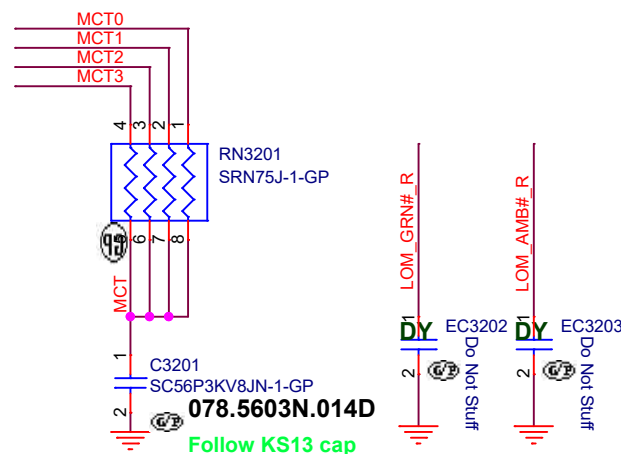 MCT0
MCT1
MCT2
MCT3
4
3
2
1
RN3201
SRN75J-1-GP
GP
6
7
8
MCT
1
C3201
SC56P3KV8JN-1-GP
2
G/P
078.5603N.014D
Follow KS13 cap
LOM_GRN#_R
1
DY
EC3202
2
G/P
Do Not Stuff
LOM_AMB#_R
1
DY
EC3203
2
G/P
Do Not Stuff